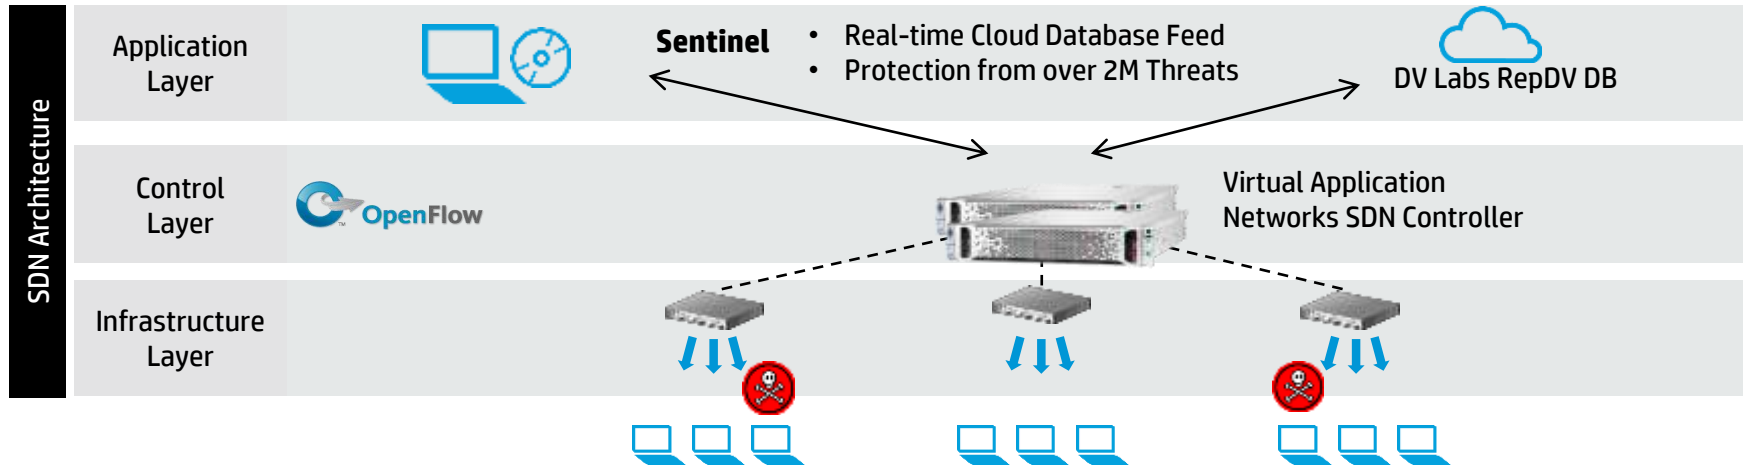 SDN Architecture
Application
Layer
Sentinel
• Real-time Cloud Database Feed
• Protection from over 2M Threats
DV Labs RepDV DB
Control
Layer
OpenFlow
TM
Virtual Application
Networks SDN Controller
Infrastructure
Layer